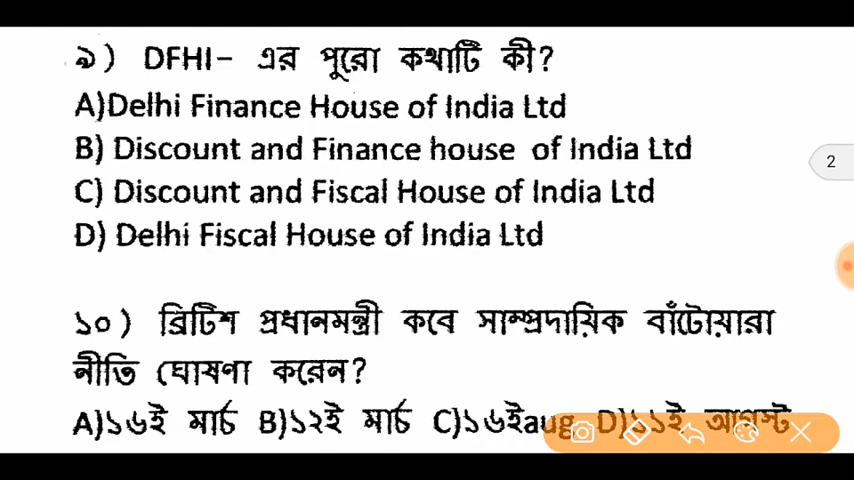 ৯) DFHI- এর পুরো কথাটি কী?
A)Delhi Finance House of India Ltd
B) Discount and Finance house of India Ltd
C) Discount and Fiscal House of India Ltd
D) Delhi Fiscal House of India Ltd
2
১০) ব্রিটিশ প্রধানমন্ত্রী কবে সাম্প্রদায়িক বাঁটোয়ারা
নীতি ঘোষণা করেন?
A)১৬ই মার্চ B)১২ই মার্চ C)১৬ইaug D)১১ই আগস্ট